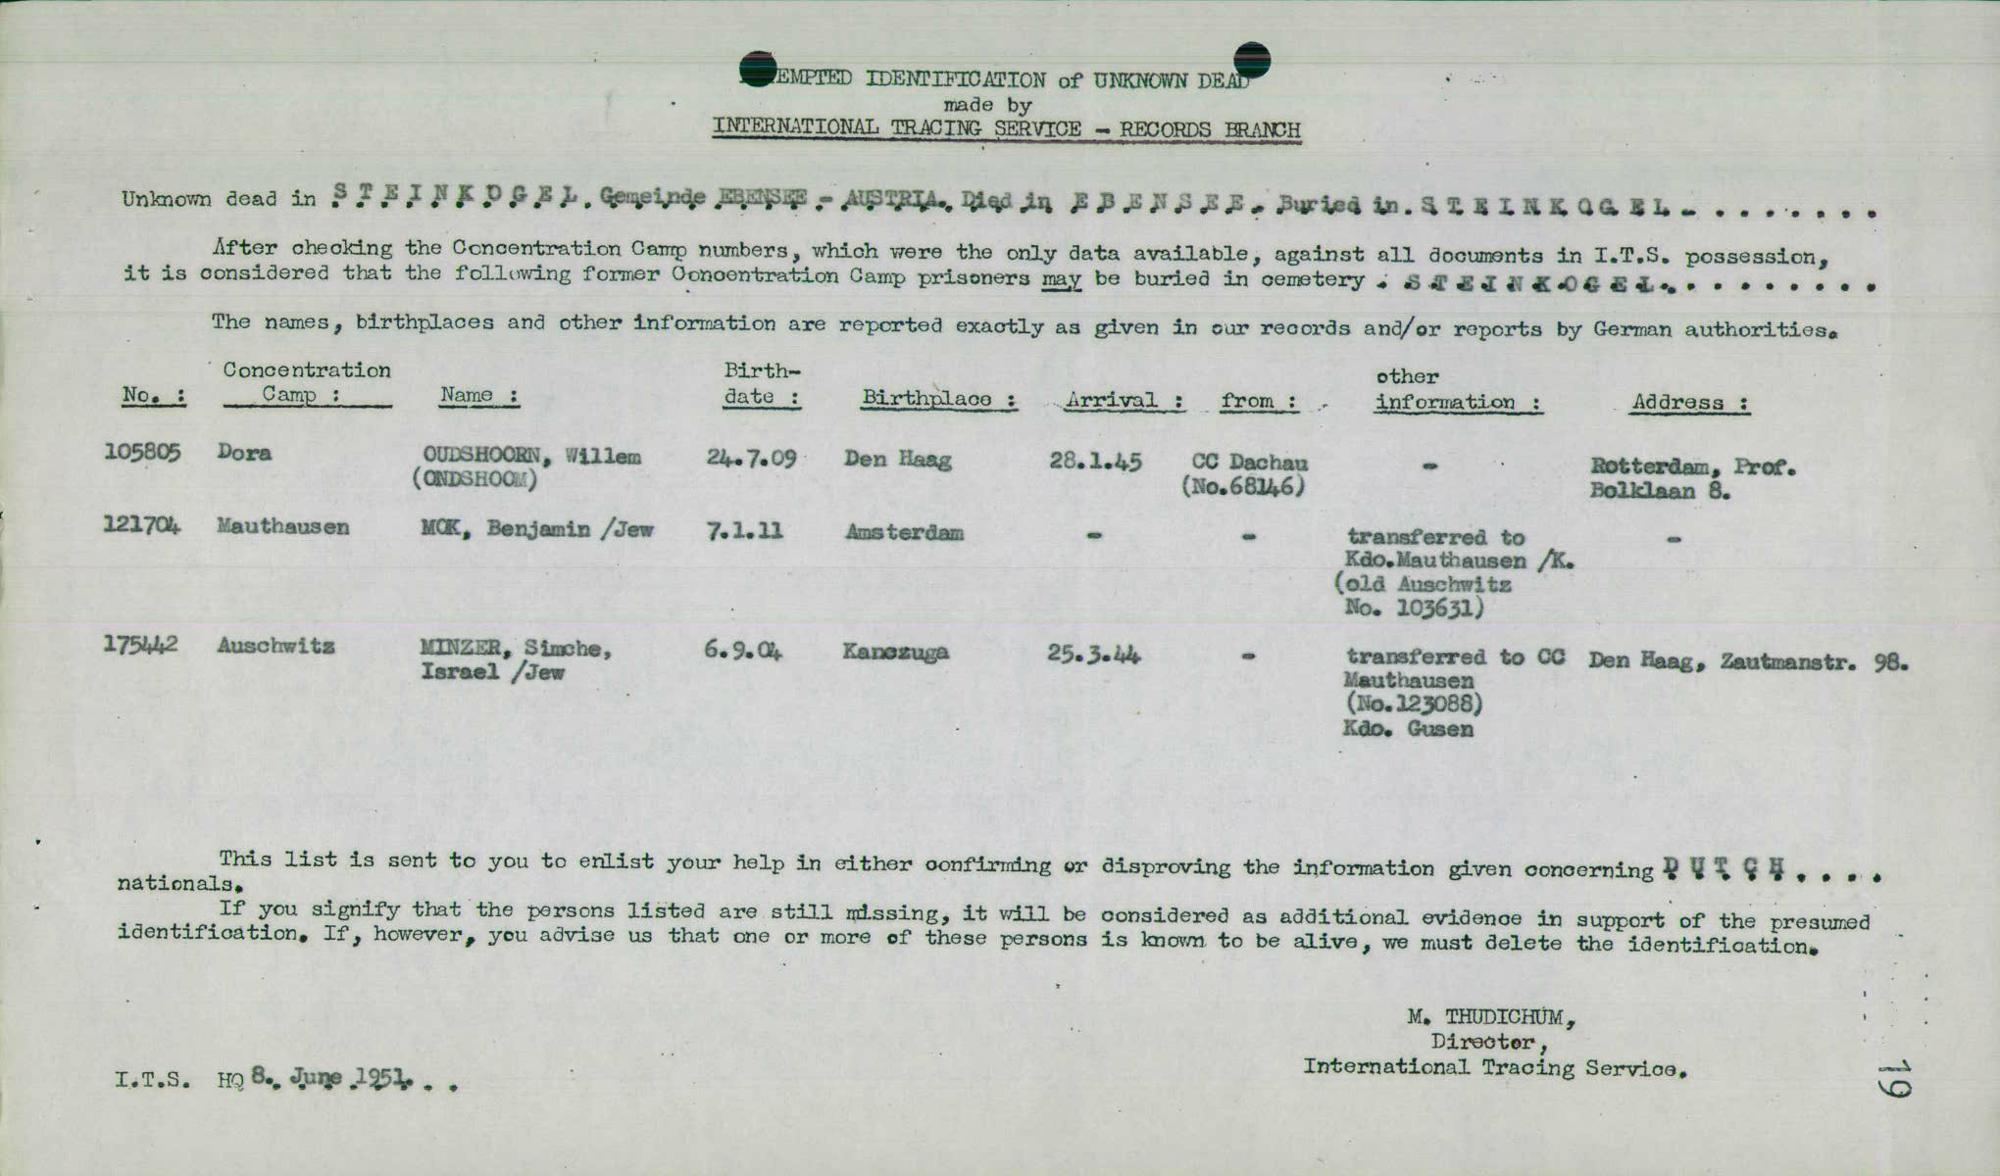 EMPTED IDENTIFICATION of UNKNOWN DEAD
made by
INTERNATIONAL TRACING SERVICE - RECORDS BRANCH
Unknown dead in STEINKOGEL, Gemeinde EBENSEE - AUSTRIA. Died in EBENSEE. Buried in. STEINKOGEL- . . . . . . .
After checking the Concentration Camp numbers, which were the only data available, against all documents in I.T.S. possession,
it is considered that the following former Concentration Camp prisoners may be buried in cemetery . STEINKOGEL. . . . . . . . .
The names, birthplaces and other information are reported exactly as given in our records and/or reports by German authorities.
No. : Concentration Camp : Name : Birth-date : Birthplace : Arrival : from : other information : Address :
105805 Dora OUDSHOORN, Willem 24.7.09 Den Haag 28.1.45 CC Dachau - Rotterdam, Prof.
(ONDSHOOM) (No.68146) Bolklaan 8.
121704 Mauthausen MOK, Benjamin /Jew 7.1.11 Amsterdam - - transferred to -
Kdo.Mauthausen /K.
(old Auschwitz
No. 103631)
175442 Auschwitz MINZER, Simche, 6.9.04 Kanczuga 25.3.44 - transferred to CC Den Haag, Zautmanstr. 98.
Israel /Jew Mauthausen
(No.123088)
Kdo. Gusen
This list is sent to you to enlist your help in either confirming or disproving the information given concerning DUTCH. . . .
nationals.
If you signify that the persons listed are still missing, it will be considered as additional evidence in support of the presumed
identification. If, however, you advise us that one or more of these persons is known to be alive, we must delete the identification.
M. THUDICHUM,
Director,
International Tracing Service.
I.T.S. HQ 8. June 1951. . .
19